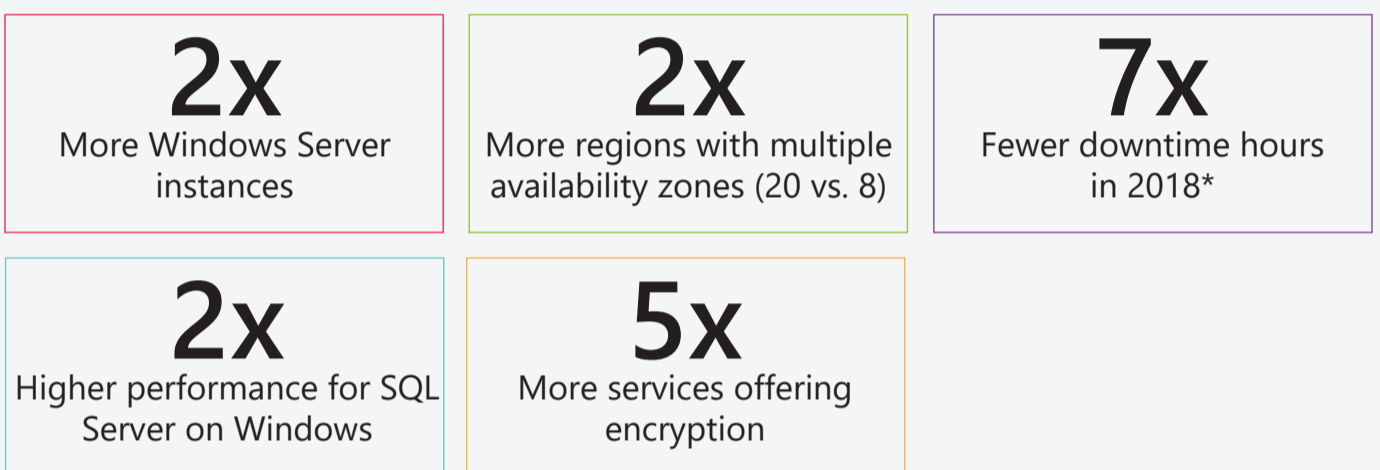 2x
More Windows Server
instances
2x
More regions with multiple
availability zones (20 vs. 8)
7x
Fewer downtime hours
in 2018*
2x
Higher performance for SQL
Server on Windows
5x
More services offering
encryption